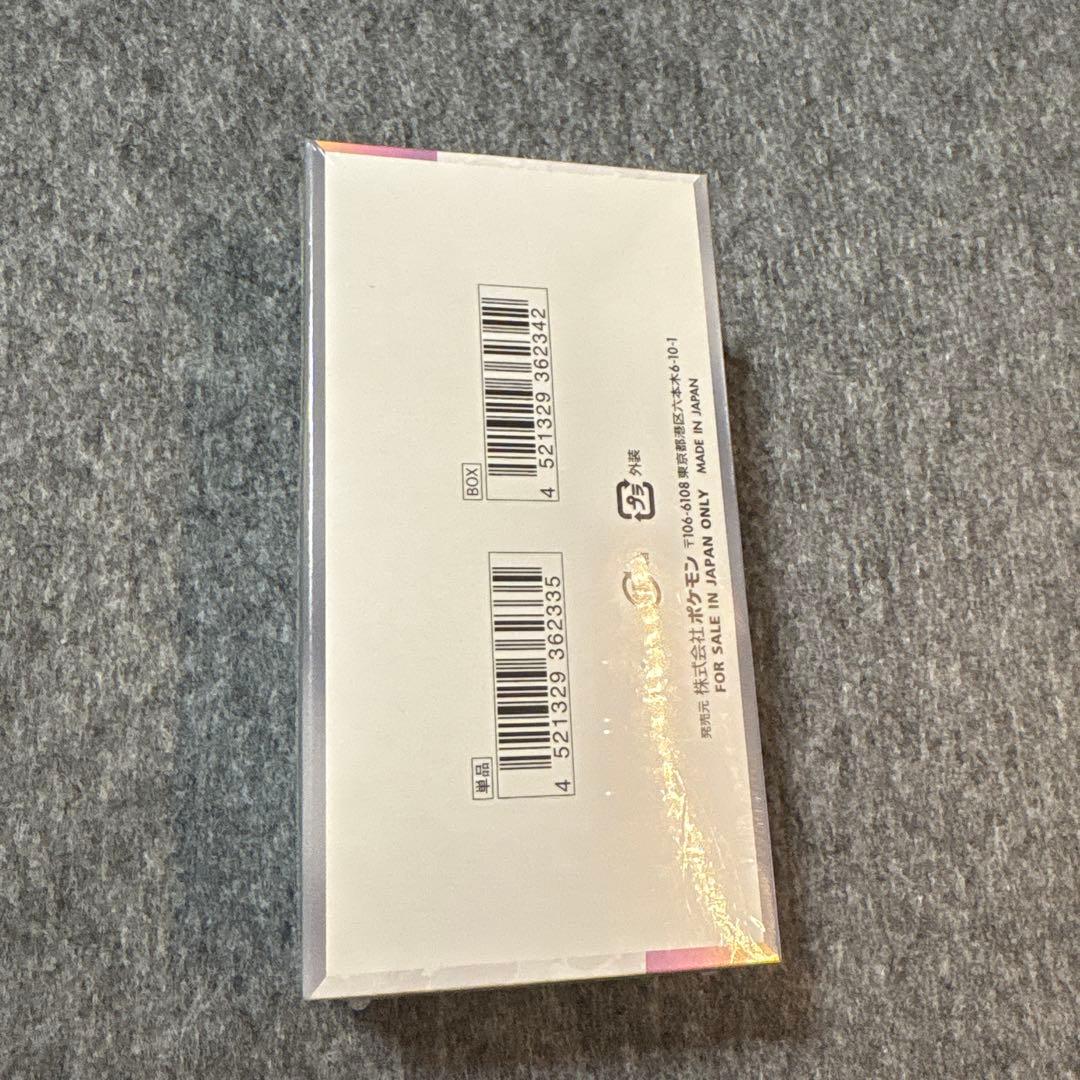 BOX
4 521329 362342
単品
4 521329 362335
プラ 外装
発売元 株式会社ポケモン 〒106-6108 東京都港区六本木6-10-1
FOR SALE IN JAPAN ONLY MADE IN JAPAN